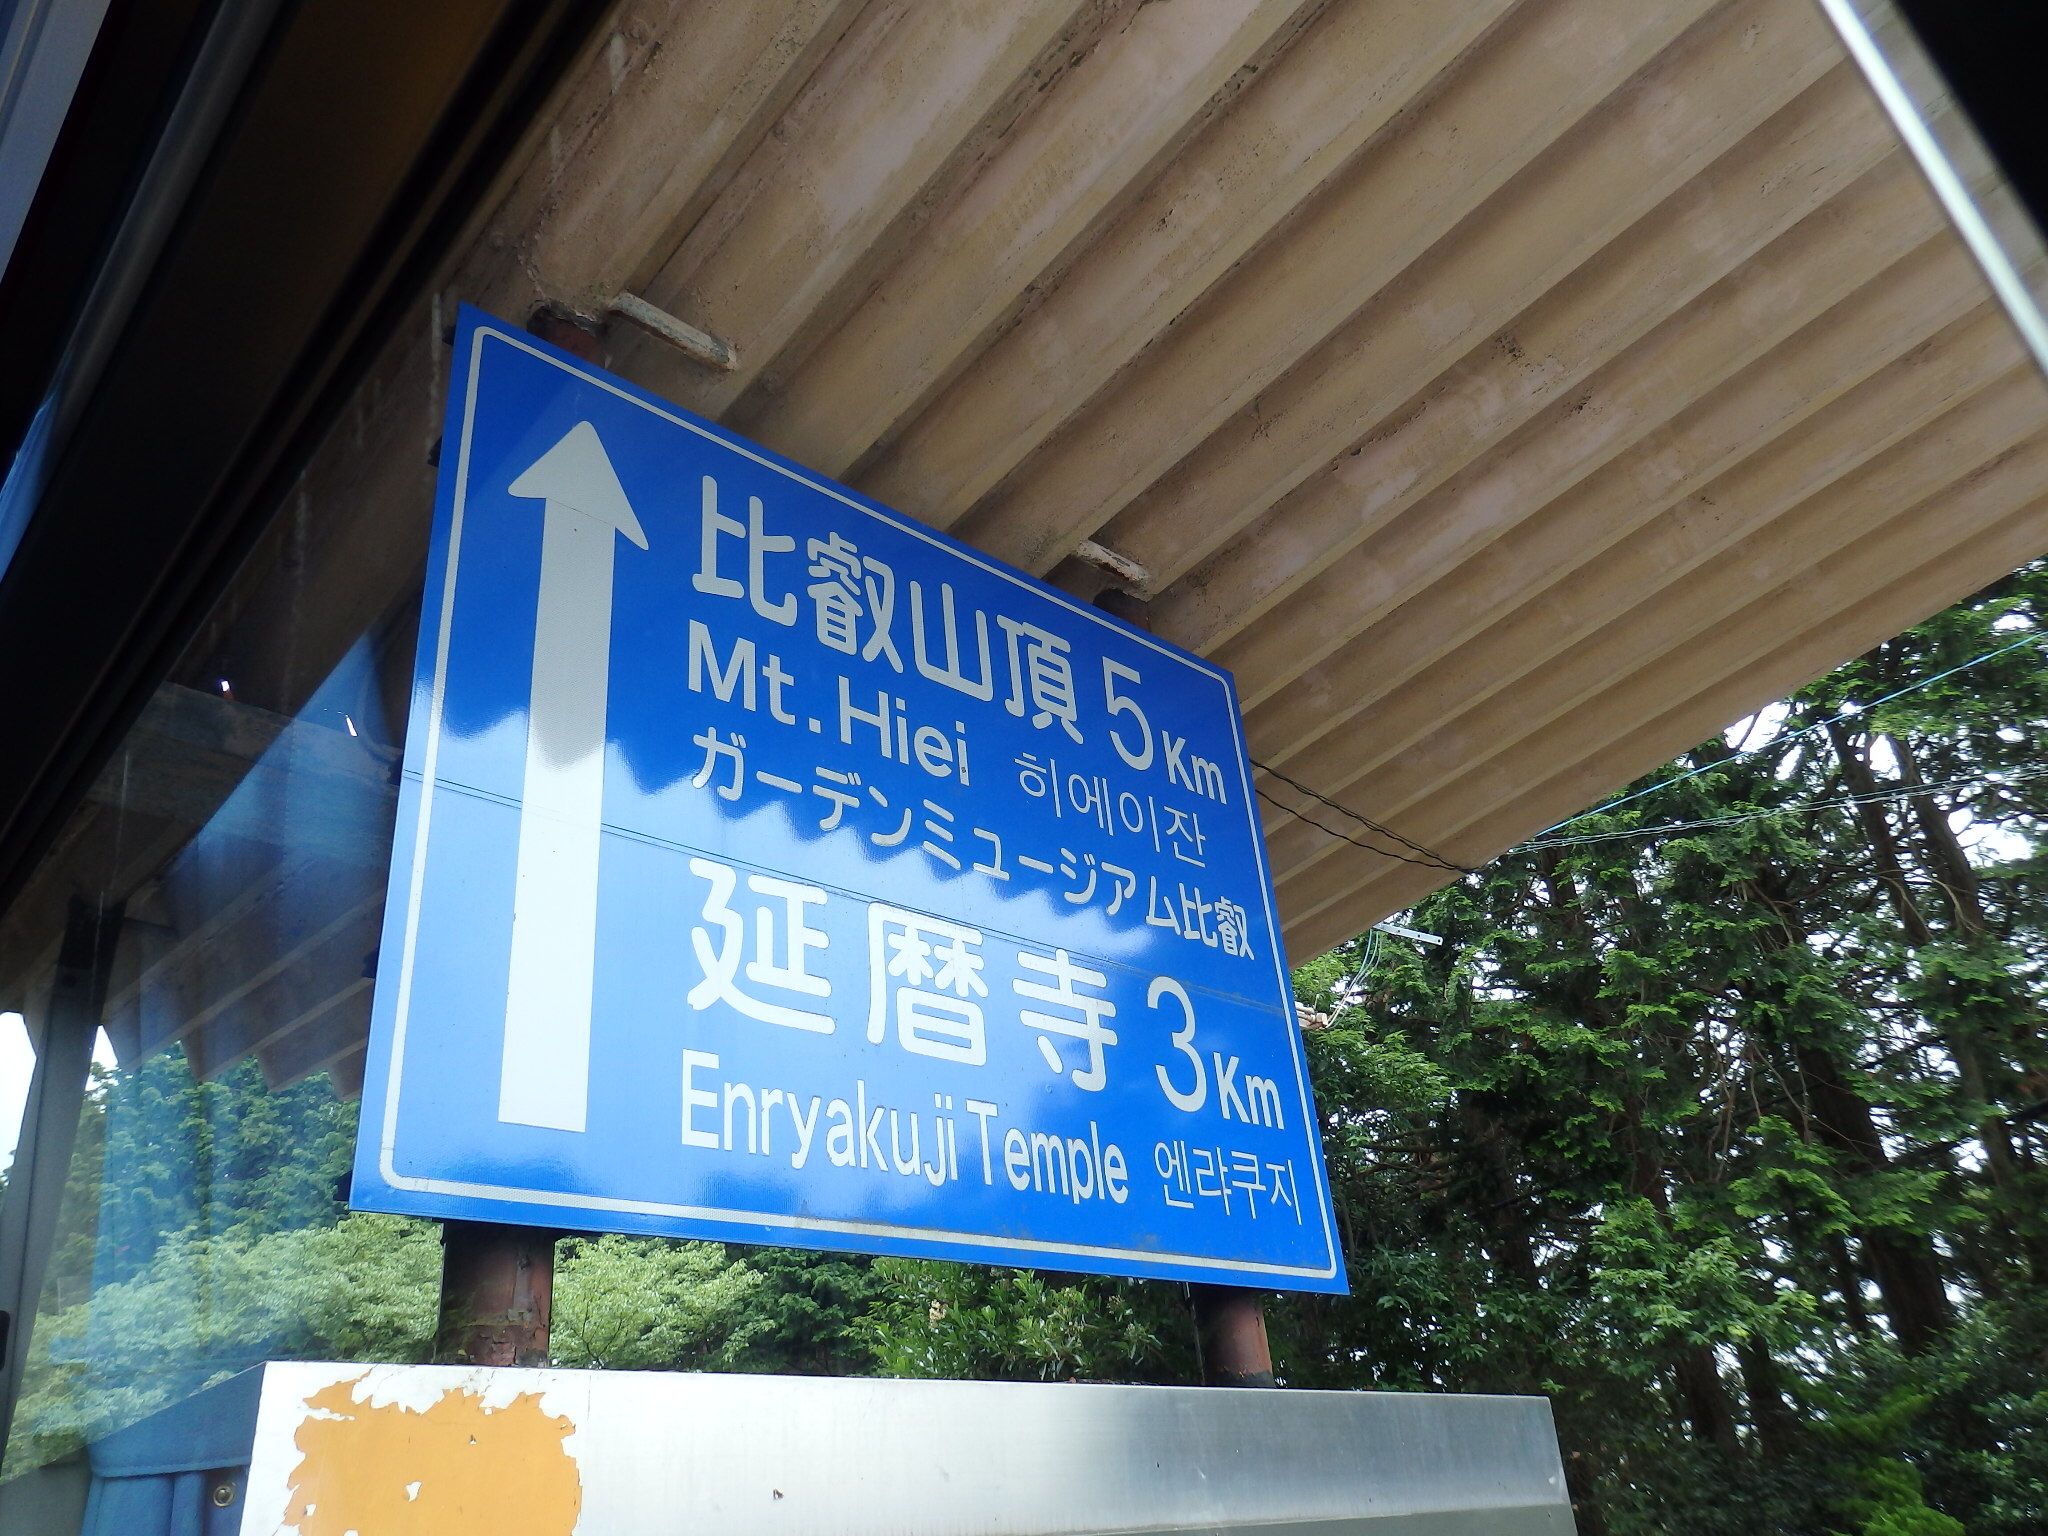 比叡山頂 5Km
Mt.Hiei 히에이잔
ガーデンミュージアム比叡
延暦寺 3Km
Enryakuji Temple 엔랴쿠지